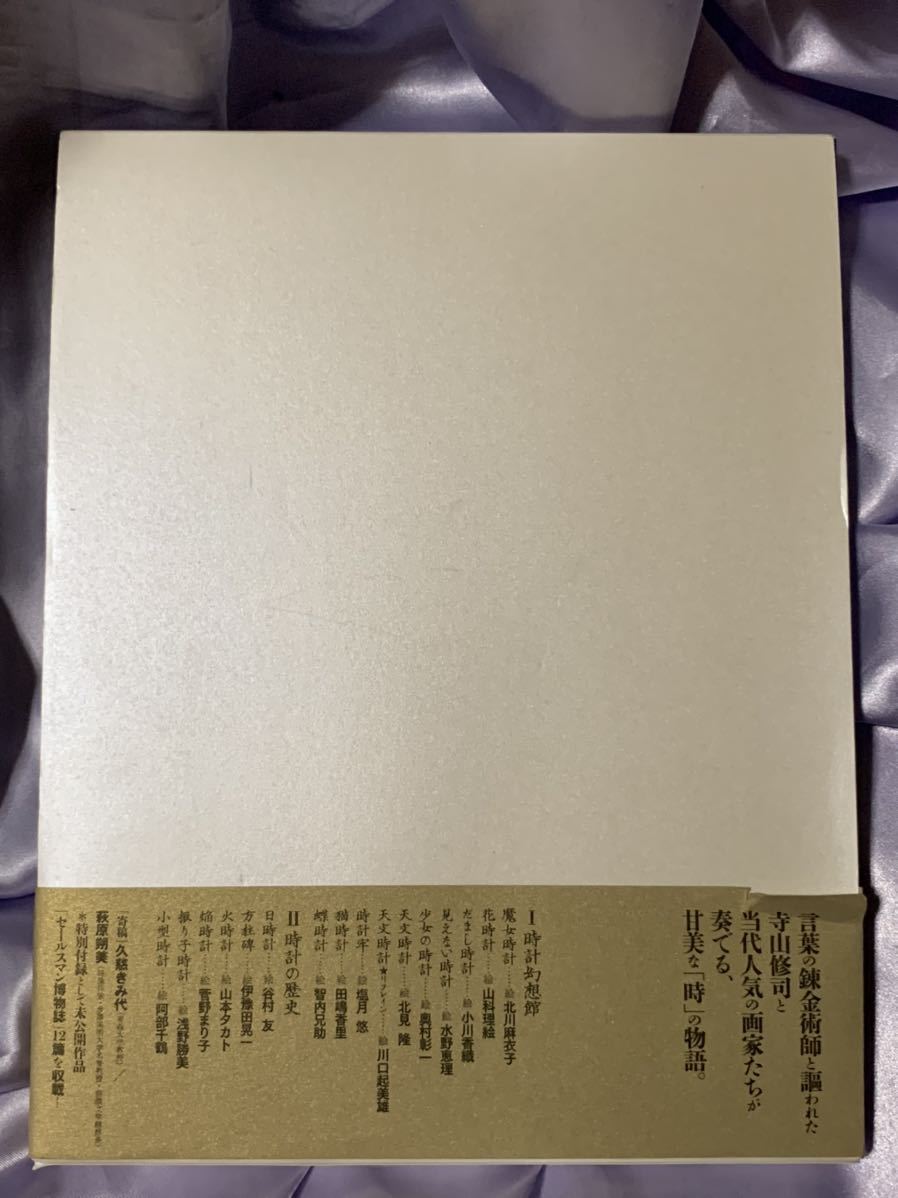 言葉の錬金術師と謳われた
寺山修司と
当代人気の画家たちが
奏でる、
甘美な「時」の物語。
I 時計幻想館
魔女時計……絵 北川麻衣子
花時計……絵 山科理絵
だまし時計……絵 小川香織
見えない時計……絵 水野恵理
少女の時計……絵 奥村彰一
天文時計……絵 北見 隆
天文時計★リフレイン……絵 川口起美雄
時計牢……絵 塩月 悠
猫時計……絵 田嶋香里
蝶時計……絵 智内兄助
II 時計の歴史
日時計……絵 谷村 友
方柱碑……絵 伊豫田晃一
火時計……絵 山本タカト
焔時計……絵 菅野まり子
振り子時計……絵 浅野勝美
小型時計……絵 阿部千鶴
寄稿 久慈きみ代／
萩原朔美
＊特別付録として未公開作品
セールスマン博物誌 12篇を収載！